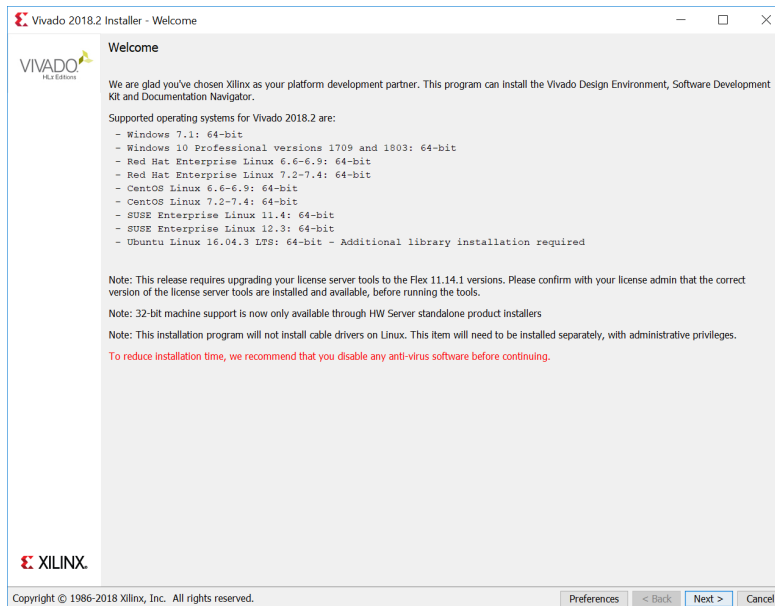 Vivado 2018.2 Installer - Welcome
VIVADO.
HLx Editions
Welcome
We are glad you've chosen Xilinx as your platform development partner. This program can install the Vivado Design Environment, Software Development
Kit and Documentation Navigator.
Supported operating systems for Vivado 2018.2 are:
- Windows 7.1: 64-bit
- Windows 10 Professional versions 1709 and 1803: 64-bit
- Red Hat Enterprise Linux 6.6-6.9: 64-bit
- Red Hat Enterprise Linux 7.2-7.4: 64-bit
- CentOS Linux 6.6-6.9: 64-bit
- CentOS Linux 7.2-7.4: 64-bit
- SUSE Enterprise Linux 11.4: 64-bit
- SUSE Enterprise Linux 12.3: 64-bit
- Ubuntu Linux 16.04.3 LTS: 64-bit - Additional library installation required
Note: This release requires upgrading your license server tools to the Flex 11.14.1 versions. Please confirm with your license admin that the correct
version of the license server tools are installed and available, before running the tools.
Note: 32-bit machine support is now only available through HW Server standalone product installers
Note: This installation program will not install cable drivers on Linux. This item will need to be installed separately, with administrative privileges.
To reduce installation time, we recommend that you disable any anti-virus software before continuing.
XILINX.
Copyright © 1986-2018 Xilinx, Inc. All rights reserved.
Preferences < Back Next > Cancel